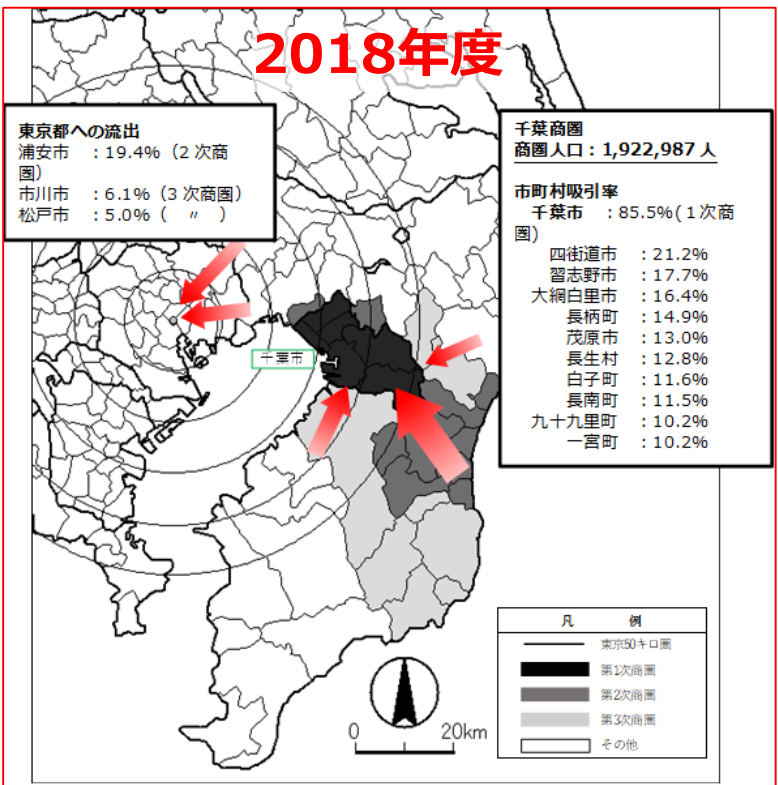 2018年度
東京都への流出
浦安市　：19.4%（2 次商
圏）
市川市　：6.1%（3 次商圏）
松戸市　：5.0%（　〃　）
千葉商圏
商圏人口：1,922,987 人
市町村吸引率
千葉市　：85.5%(１次商
圏)
四街道市　：21.2%
習志野市　：17.7%
大網白里市：16.4%
長柄町　：14.9%
茂原市　：13.0%
長生村　：12.8%
白子町　：11.6%
長南町　：11.5%
九十九里町　：10.2%
一宮町　：10.2%
千葉市
凡　例
東京50キロ圏
第1次商圏
第2次商圏
第3次商圏
その他
0　20km